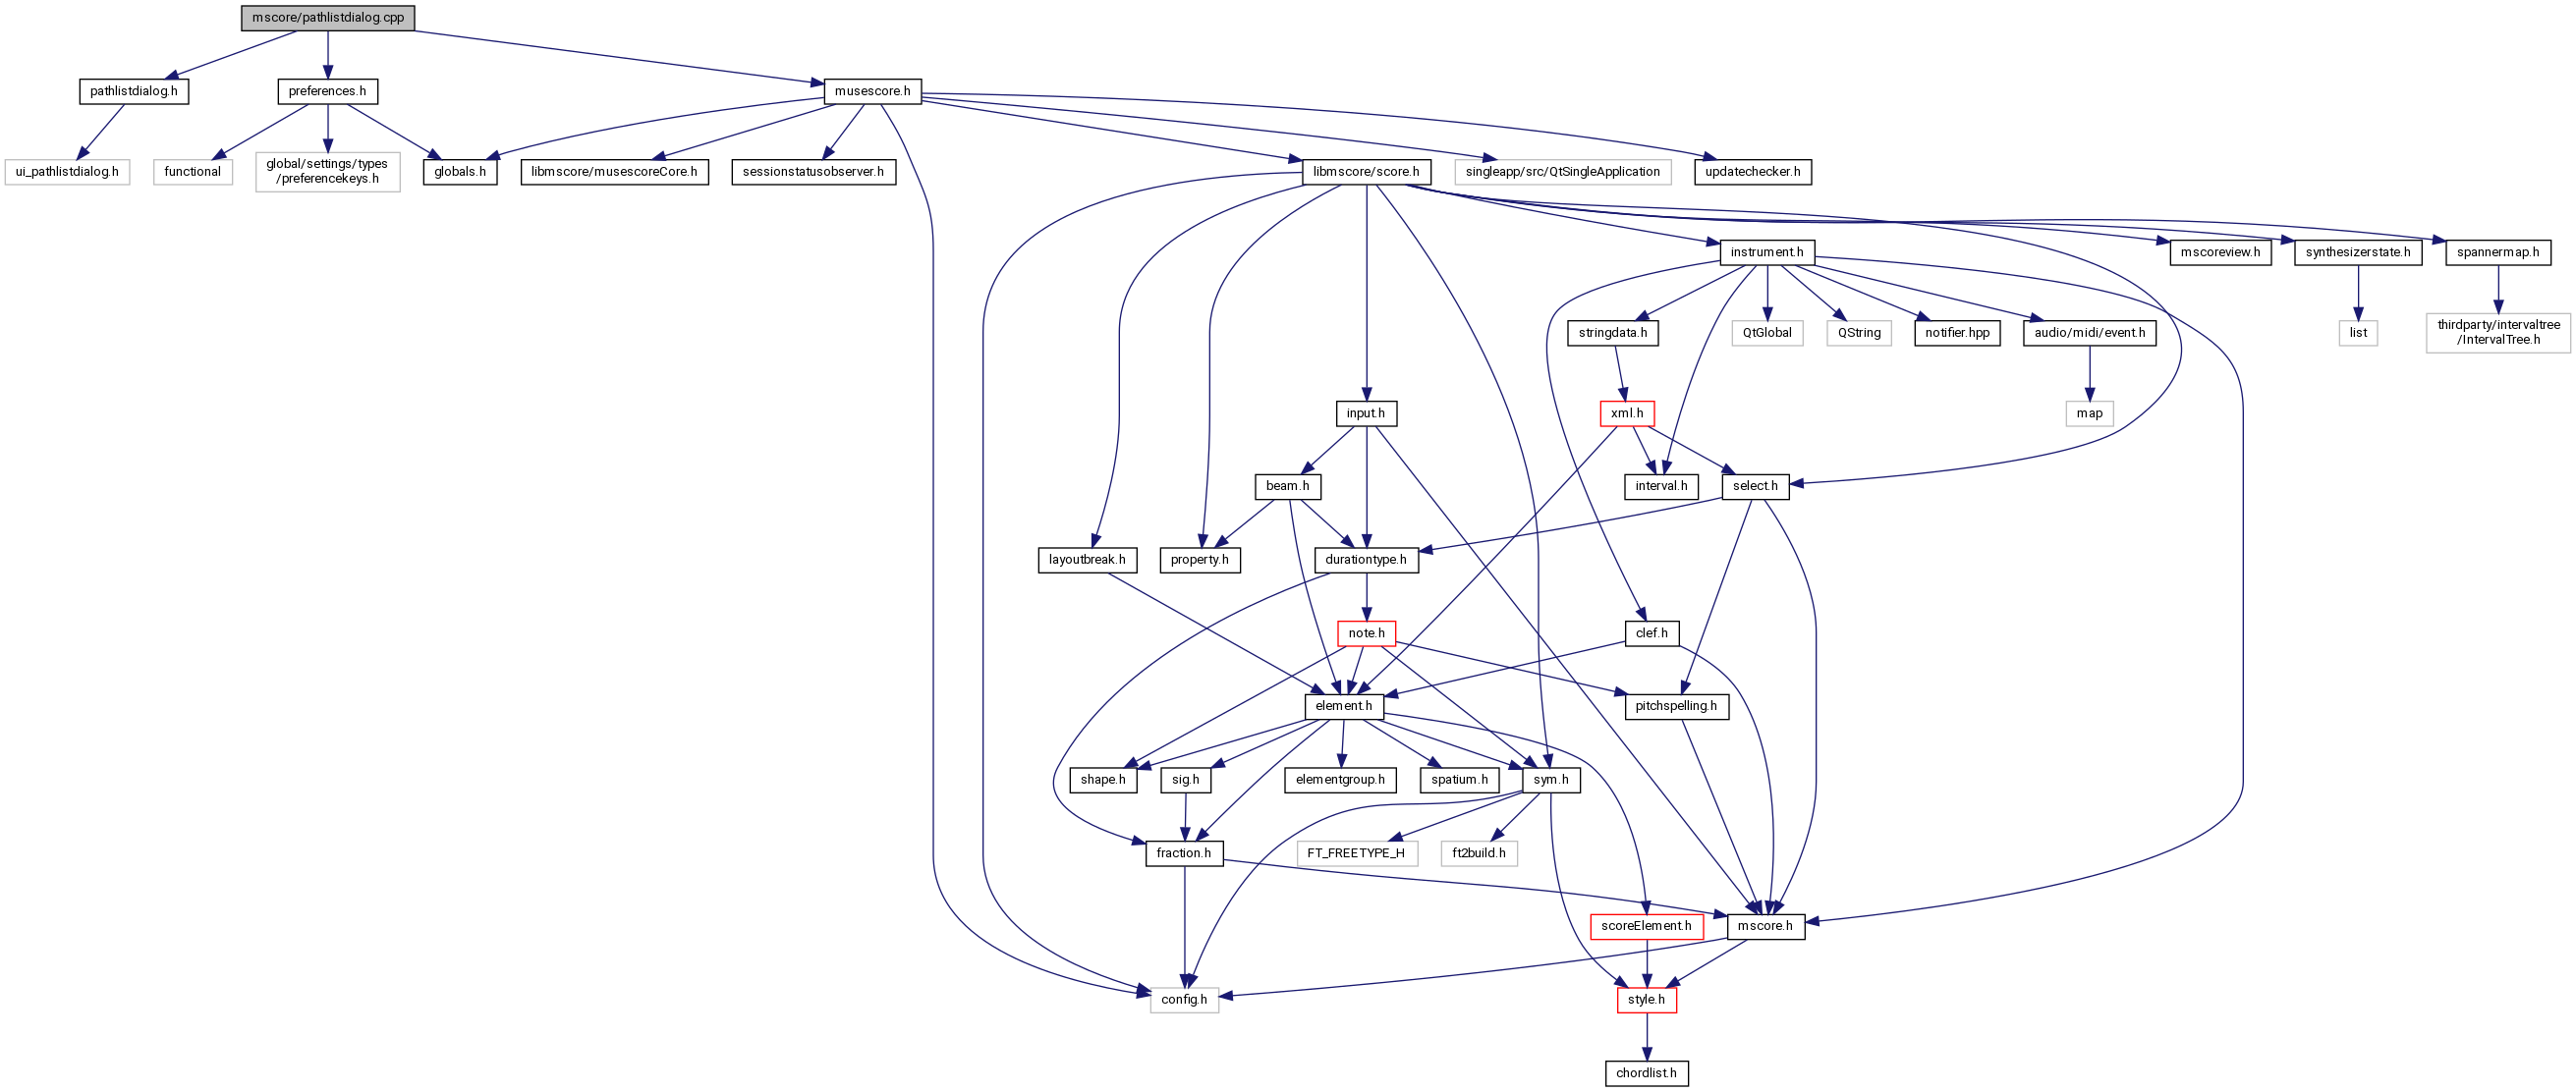 mscore/pathlistdialog.cpp
pathlistdialog.h
preferences.h
musescore.h
ui_pathlistdialog.h
functional
global/settings/types
/preferencekeys.h
globals.h
libmscore/musescoreCore.h
sessionstatusobserver.h
libmscore/score.h
singleapp/src/QtSingleApplication
updatechecker.h
instrument.h
mscoreview.h
synthesizerstate.h
spannermap.h
stringdata.h
QtGlobal
QString
notifier.hpp
audio/midi/event.h
list
thirdparty/intervaltree
/IntervalTree.h
input.h
xml.h
map
beam.h
interval.h
select.h
layoutbreak.h
property.h
durationtype.h
note.h
clef.h
element.h
pitchspelling.h
shape.h
sig.h
elementgroup.h
spatium.h
sym.h
fraction.h
FT_FREETYPE_H
ft2build.h
scoreElement.h
mscore.h
config.h
style.h
chordlist.h